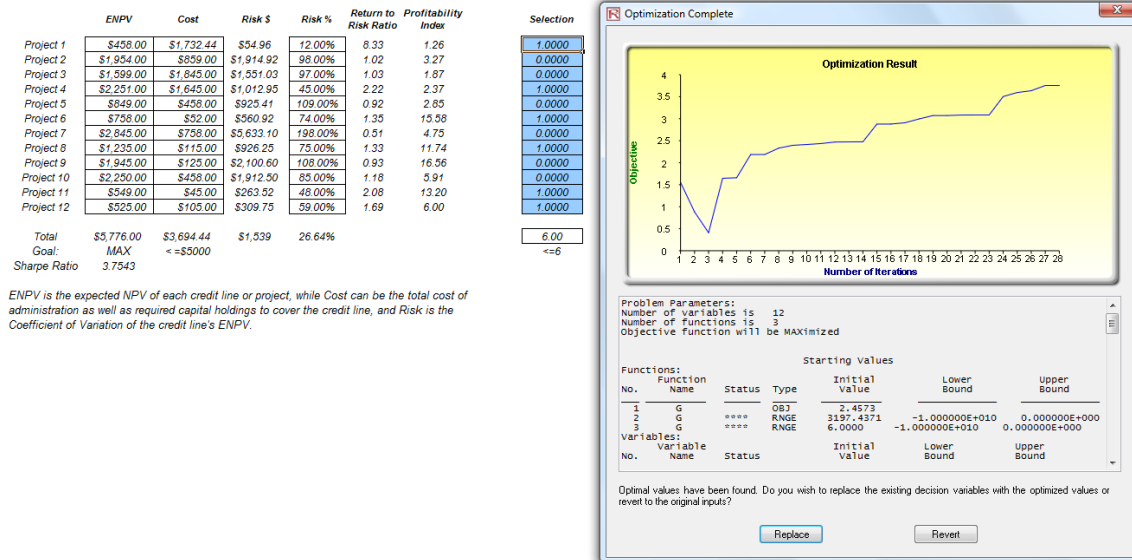 ENPV Cost Risk $ Risk % Return to Risk Ratio Profitability Index Selection
Project 1 $458.00 $1,732.44 $54.96 12.00% 8.33 1.26 1.0000
Project 2 $1,954.00 $859.00 $1,914.92 98.00% 1.02 3.27 0.0000
Project 3 $1,599.00 $1,845.00 $1,551.03 97.00% 1.03 1.87 0.0000
Project 4 $2,251.00 $1,645.00 $1,012.95 45.00% 2.22 2.37 1.0000
Project 5 $849.00 $458.00 $925.41 109.00% 0.92 2.85 0.0000
Project 6 $758.00 $52.00 $560.92 74.00% 1.35 15.58 1.0000
Project 7 $2,845.00 $758.00 $5,633.10 198.00% 0.51 4.75 0.0000
Project 8 $1,235.00 $115.00 $926.25 75.00% 1.33 11.74 1.0000
Project 9 $1,945.00 $125.00 $2,100.60 108.00% 0.93 16.56 0.0000
Project 10 $2,250.00 $458.00 $1,912.50 85.00% 1.18 5.91 0.0000
Project 11 $549.00 $45.00 $263.52 48.00% 2.08 13.20 1.0000
Project 12 $525.00 $105.00 $309.75 59.00% 1.69 6.00 1.0000
Total $5,776.00 $3,694.44 $1,539 26.64% 6.00
Goal: MAX <=$5000 <=6
Sharpe Ratio 3.7543
ENPV is the expected NPV of each credit line or project, while Cost can be the total cost of
administration as well as required capital holdings to cover the credit line, and Risk is the
Coefficient of Variation of the credit line's ENPV.
Optimization Complete
Optimization Result
Objective
4
3.5
3
2.5
2
1.5
1
0.5
0
1 2 3 4 5 6 7 8 9 10 11 12 13 14 15 16 17 18 19 20 21 22 23 24 25 26 27 28
Number of Iterations
Problem Parameters:
Number of variables is 12
Number of functions is 3
Objective function will be MAXimized
Starting Values
Functions:
Function Initial Lower Upper
No. Name Status Type Value Bound Bound
1 G OBJ 2.4573
2 G **** RNGE 3197.4371 -1.000000E+010 0.000000E+000
3 G **** RNGE 6.0000 -1.000000E+010 0.000000E+000
Variables:
Variable Initial Lower Upper
No. Name Status Value Bound Bound
Optimal values have been found. Do you wish to replace the existing decision variables with the optimized values or
revert to the original inputs?
Replace Revert